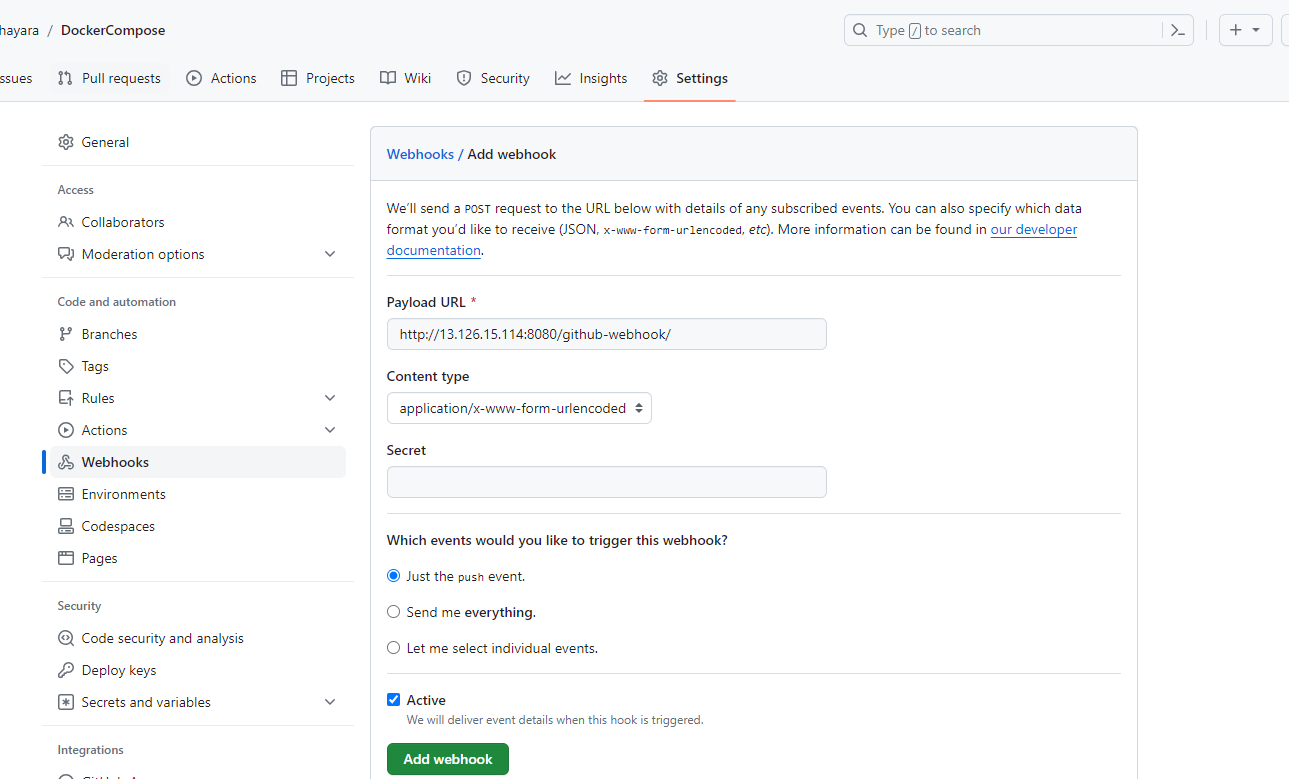 hayara / DockerCompose
Type / to search
ssues Pull requests Actions Projects Wiki Security Insights Settings
General
Access
Collaborators
Moderation options
Code and automation
Branches
Tags
Rules
Actions
Webhooks
Environments
Codespaces
Pages
Security
Code security and analysis
Deploy keys
Secrets and variables
Integrations
Webhooks / Add webhook
We'll send a POST request to the URL below with details of any subscribed events. You can also specify which data
format you'd like to receive (JSON, x-www-form-urlencoded, etc). More information can be found in our developer
documentation.
Payload URL *
http://13.126.15.114:8080/github-webhook/
Content type
application/x-www-form-urlencoded
Secret
Which events would you like to trigger this webhook?
Just the push event.
Send me everything.
Let me select individual events.
Active
We will deliver event details when this hook is triggered.
Add webhook